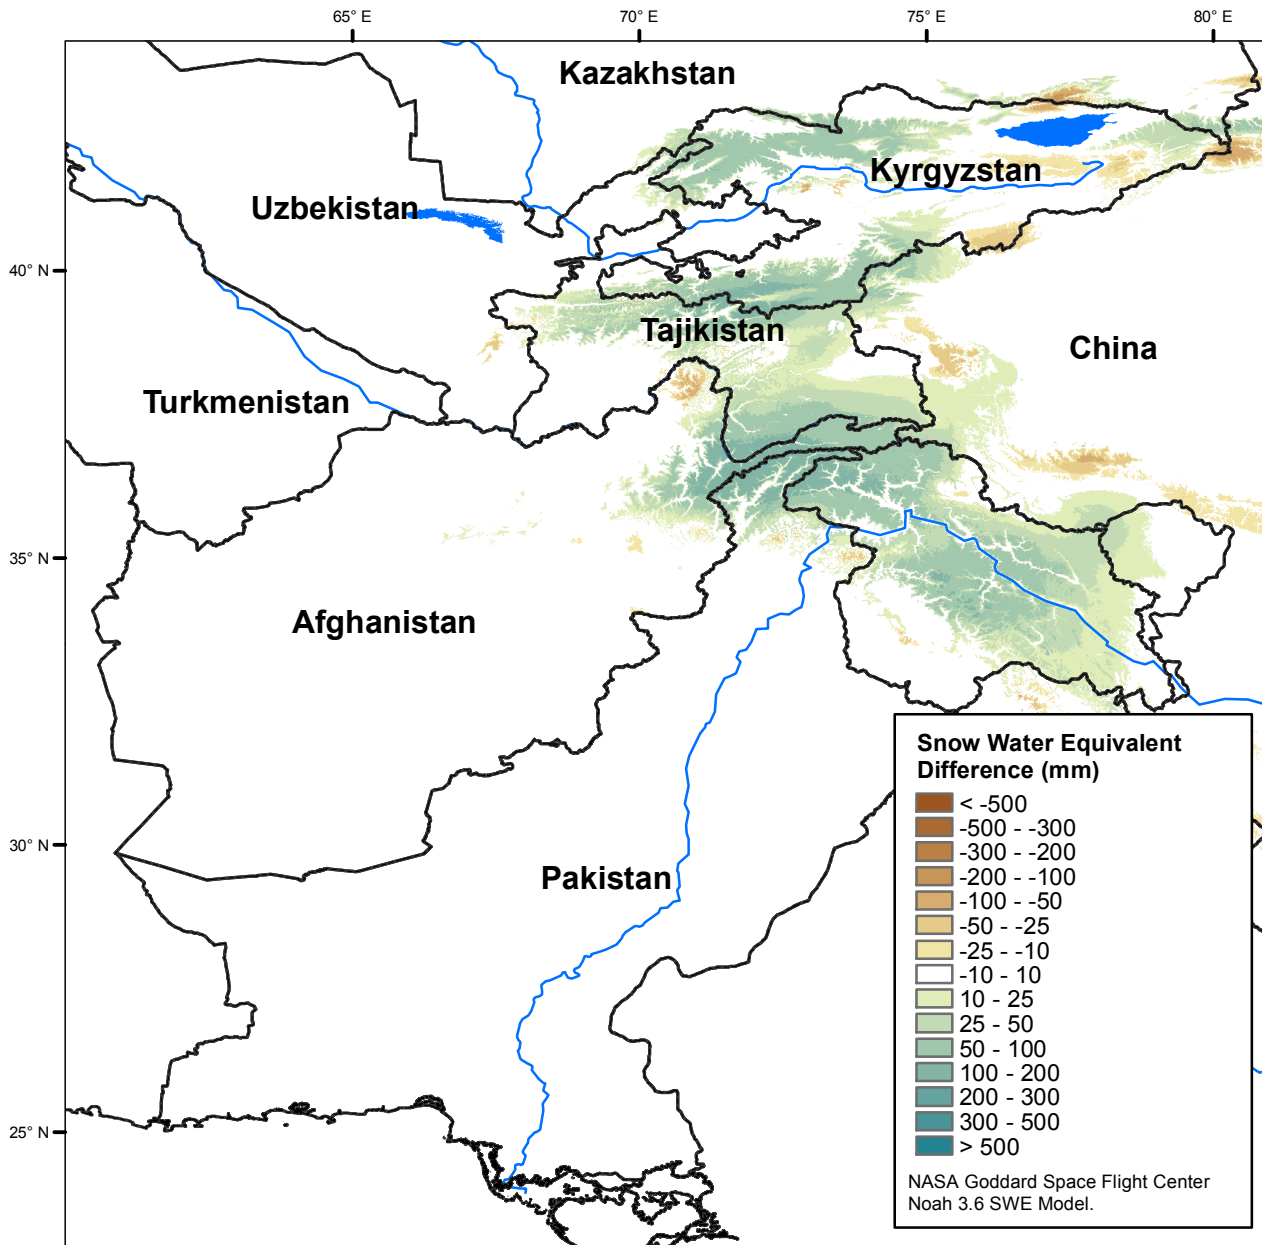 65° E
70° E
75° E
80° E
Kazakhstan
Kyrgyzstan
Uzbekistan
40° N
Tajikistan
China
Turkmenistan
35° N
Afghanistan
Snow Water Equivalent
Difference (mm)
< -500
-500 - -300
-300 - -200
-200 - -100
-100 - -50
-50 - -25
-25 - -10
-10 - 10
10 - 25
25 - 50
50 - 100
100 - 200
200 - 300
300 - 500
> 500
NASA Goddard Space Flight Center
Noah 3.6 SWE Model.
30° N
Pakistan
25° N